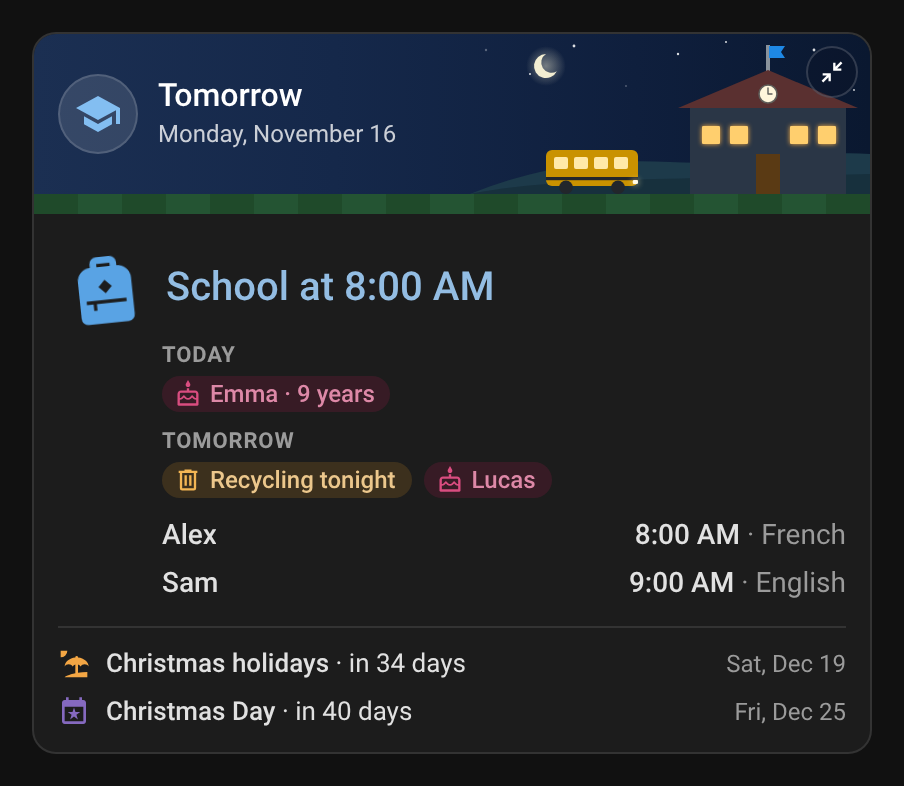 Tomorrow
Monday, November 16
School at 8:00 AM
TODAY
Emma · 9 years
TOMORROW
Recycling tonight Lucas
Alex 8:00 AM · French
Sam 9:00 AM · English
Christmas holidays · in 34 days Sat, Dec 19
Christmas Day · in 40 days Fri, Dec 25